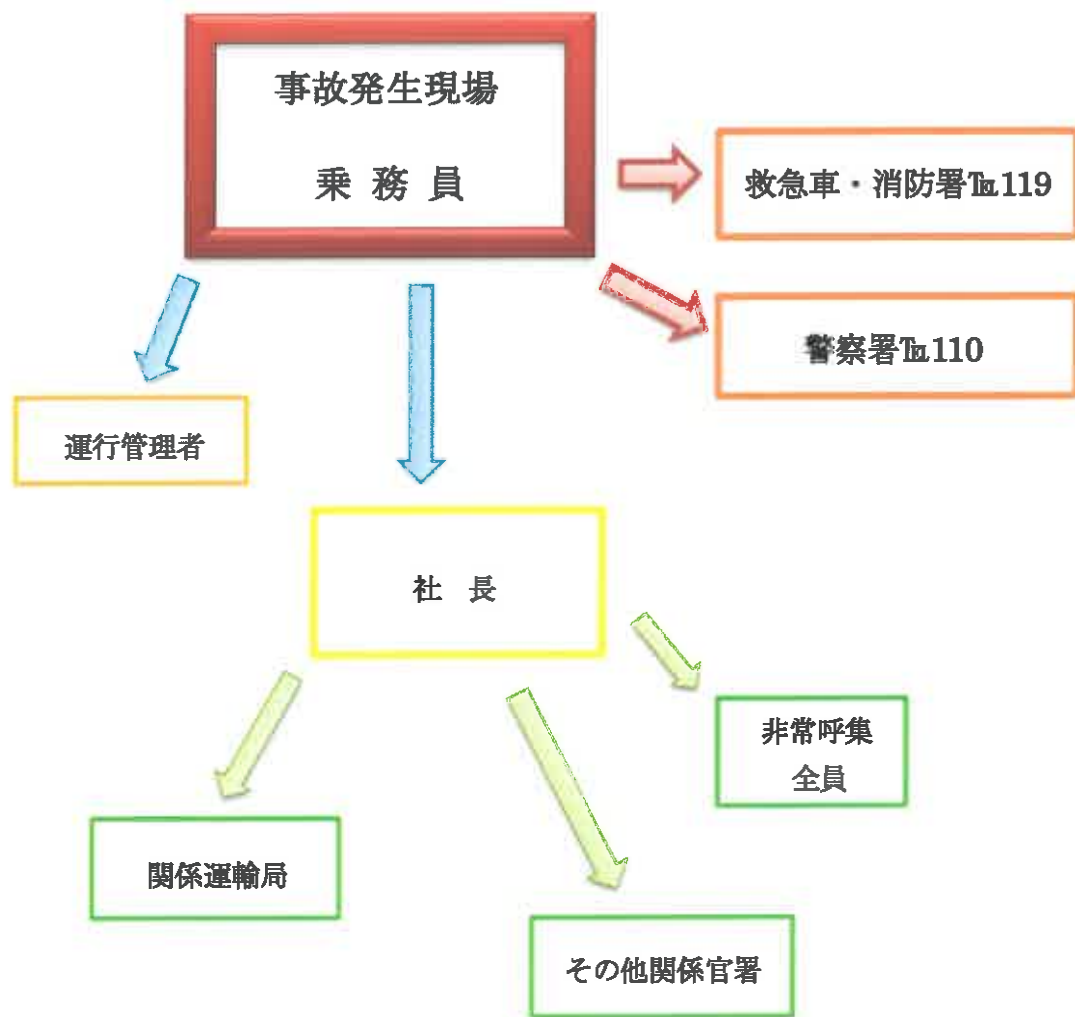 事故発生現場
乗務員
救急車・消防署℡119
警察署℡110
運行管理者
社長
非常呼集
全員
関係運輸局
その他関係官署